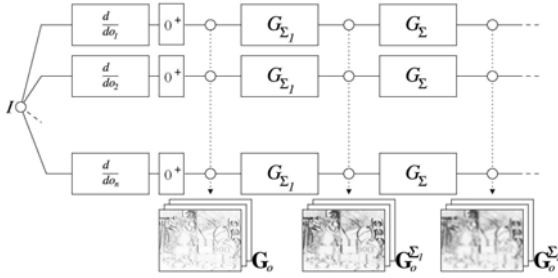 d/do₁ 0⁺ G_Σ₁ G_Σ
d/do₂ 0⁺ G_Σ₁ G_Σ
I
d/doₙ 0⁺ G_Σ₁ G_Σ
G_o G_o^Σ₁ G_o^Σ